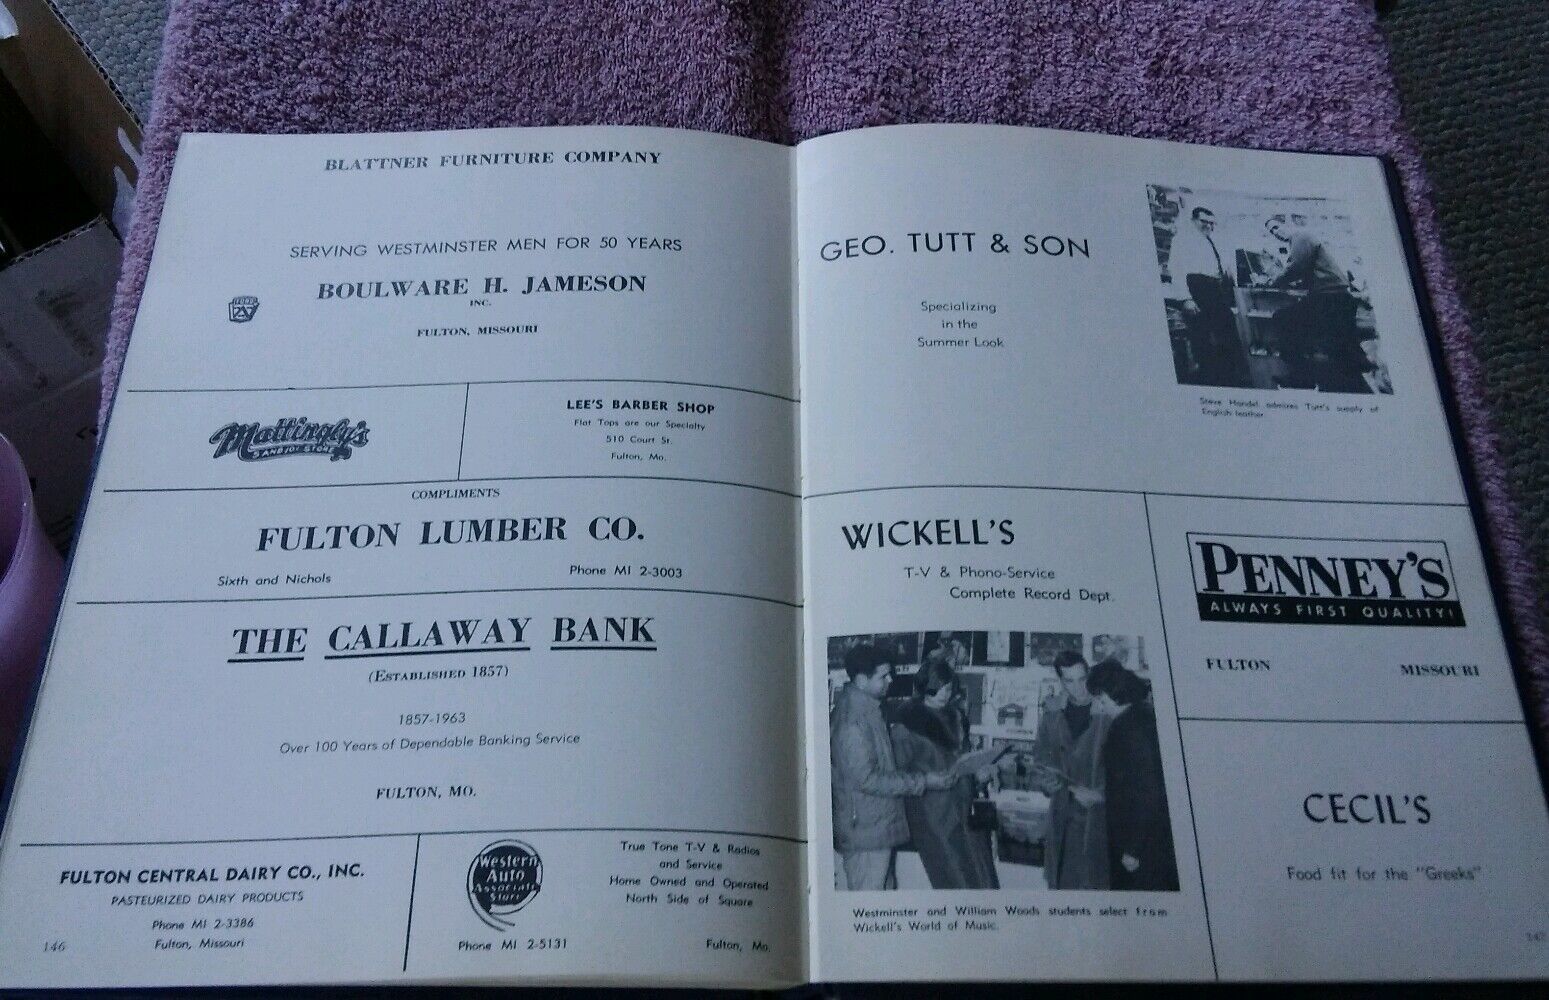 BLATTNER FURNITURE COMPANY
SERVING WESTMINSTER MEN FOR 50 YEARS
BOULWARE H. JAMESON
INC.
FULTON, MISSOURI
Mattingly's
5 AND 10¢ STORE
LEE'S BARBER SHOP
Flat Tops are our Specialty
510 Court St.
Fulton, Mo.
COMPLIMENTS
FULTON LUMBER CO.
Sixth and Nichols
Phone MI 2-3003
THE CALLAWAY BANK
(ESTABLISHED 1857)
1857-1963
Over 100 Years of Dependable Banking Service
FULTON, MO.
FULTON CENTRAL DAIRY CO., INC.
PASTEURIZED DAIRY PRODUCTS
Phone MI 2-3386
Fulton, Missouri
146
Western
Auto
Associate
Store
True Tone T-V & Radios
and Service
Home Owned and Operated
North Side of Square
Phone MI 2-5131
Fulton, Mo.
GEO. TUTT & SON
Specializing
in the
Summer Look
Steve Handel admires Tutt's supply of
English leather.
WICKELL'S
T-V & Phono-Service
Complete Record Dept.
Westminster and William Woods students select from
Wickell's World of Music.
PENNEY'S
ALWAYS FIRST QUALITY!
FULTON
MISSOURI
CECIL'S
Food fit for the "Greeks"
147